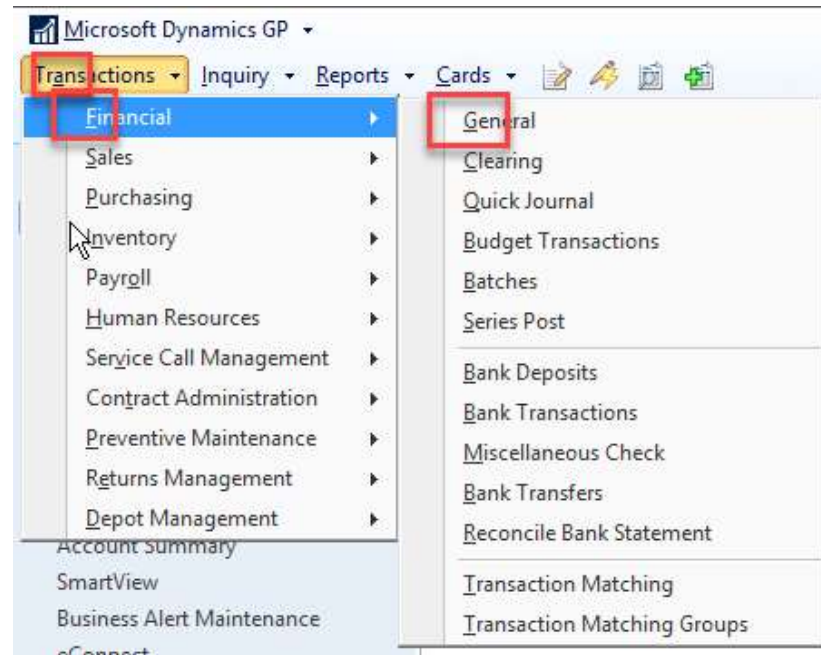 Microsoft Dynamics GP
Transactions Inquiry Reports Cards
Financial
Sales
Purchasing
Inventory
Payroll
Human Resources
Service Call Management
Contract Administration
Preventive Maintenance
Returns Management
Depot Management
General
Clearing
Quick Journal
Budget Transactions
Batches
Series Post
Bank Deposits
Bank Transactions
Miscellaneous Check
Bank Transfers
Reconcile Bank Statement
Transaction Matching
Transaction Matching Groups
Account Summary
SmartView
Business Alert Maintenance
eConnect